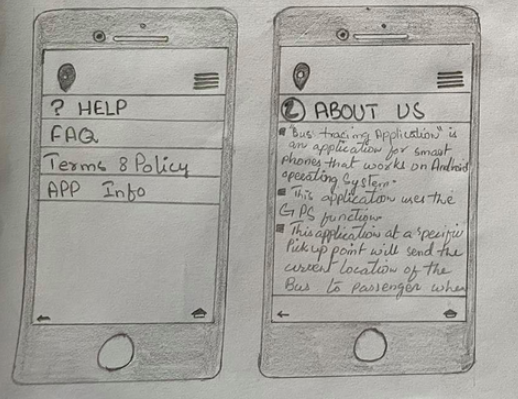 ? HELP
FAQ
Terms & Policy
APP Info
ABOUT US
"Bus tracing Application" is
an application for smart
phones that works on Android
operating System.
This application uses the
GPS function
This application at a specific
Pick up point will send the
current location of the
Bus to passenger when